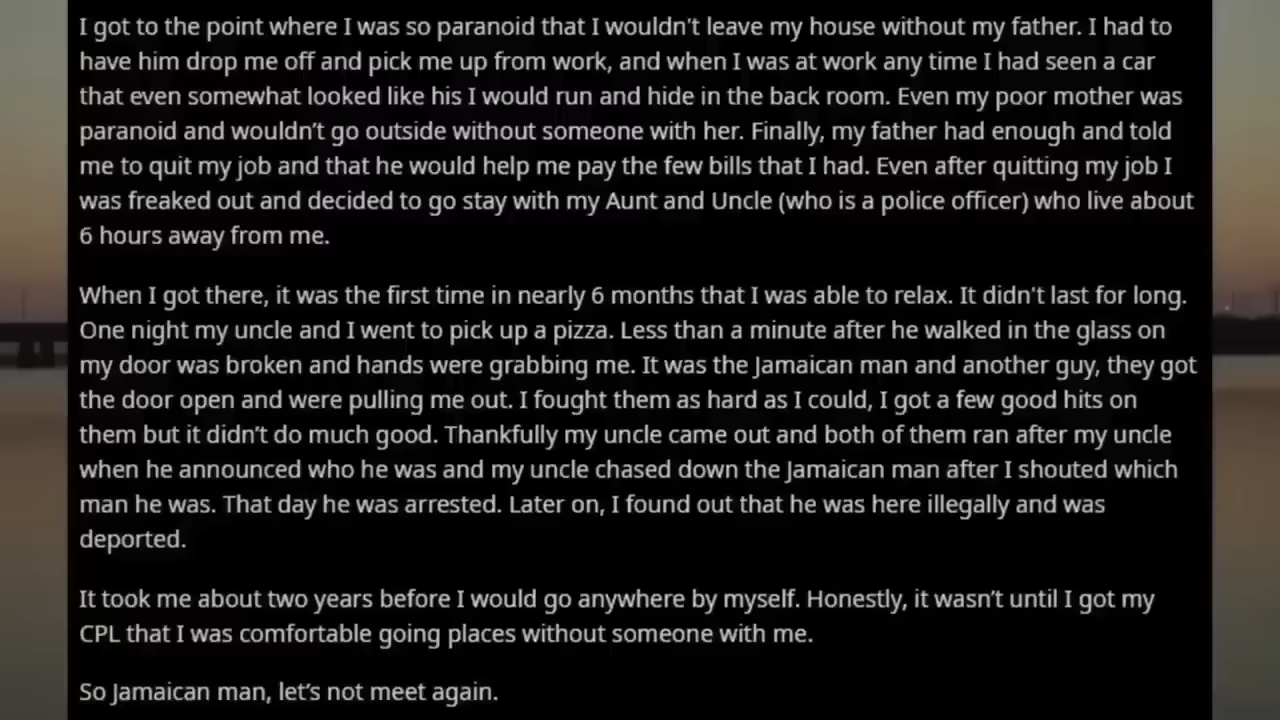 I got to the point where I was so paranoid that I wouldn't leave my house without my father. I had to
have him drop me off and pick me up from work, and when I was at work any time I had seen a car
that even somewhat looked like his I would run and hide in the back room. Even my poor mother was
paranoid and wouldn’t go outside without someone with her. Finally, my father had enough and told
me to quit my job and that he would help me pay the few bills that I had. Even after quitting my job I
was freaked out and decided to go stay with my Aunt and Uncle (who is a police officer) who live about
6 hours away from me.
When I got there, it was the first time in nearly 6 months that I was able to relax. It didn't last for long.
One night my uncle and I went to pick up a pizza. Less than a minute after he walked in the glass on
my door was broken and hands were grabbing me. It was the Jamaican man and another guy, they got
the door open and were pulling me out. I fought them as hard as I could, I got a few good hits on
them but it didn’t do much good. Thankfully my uncle came out and both of them ran after my uncle
when he announced who he was and my uncle chased down the Jamaican man after I shouted which
man he was. That day he was arrested. Later on, I found out that he was here illegally and was
deported.
It took me about two years before I would go anywhere by myself. Honestly, it wasn’t until I got my
CPL that I was comfortable going places without someone with me.
So Jamaican man, let’s not meet again.